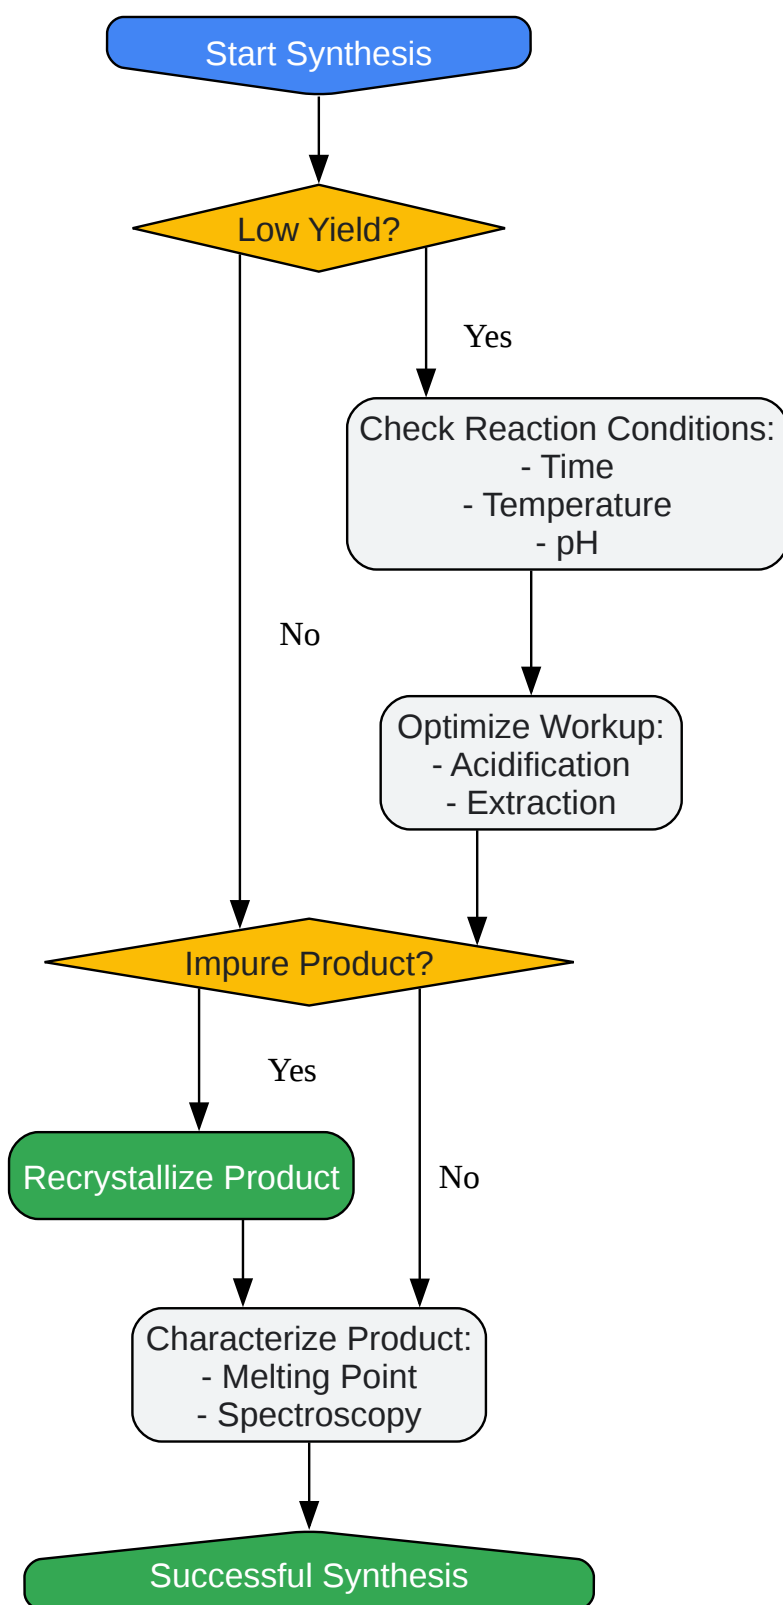 Start Synthesis
Low Yield?
Yes
Check Reaction Conditions:
- Time
- Temperature
- pH
No
Optimize Workup:
- Acidification
- Extraction
Impure Product?
Yes
Recrystallize Product
No
Characterize Product:
- Melting Point
- Spectroscopy
Successful Synthesis